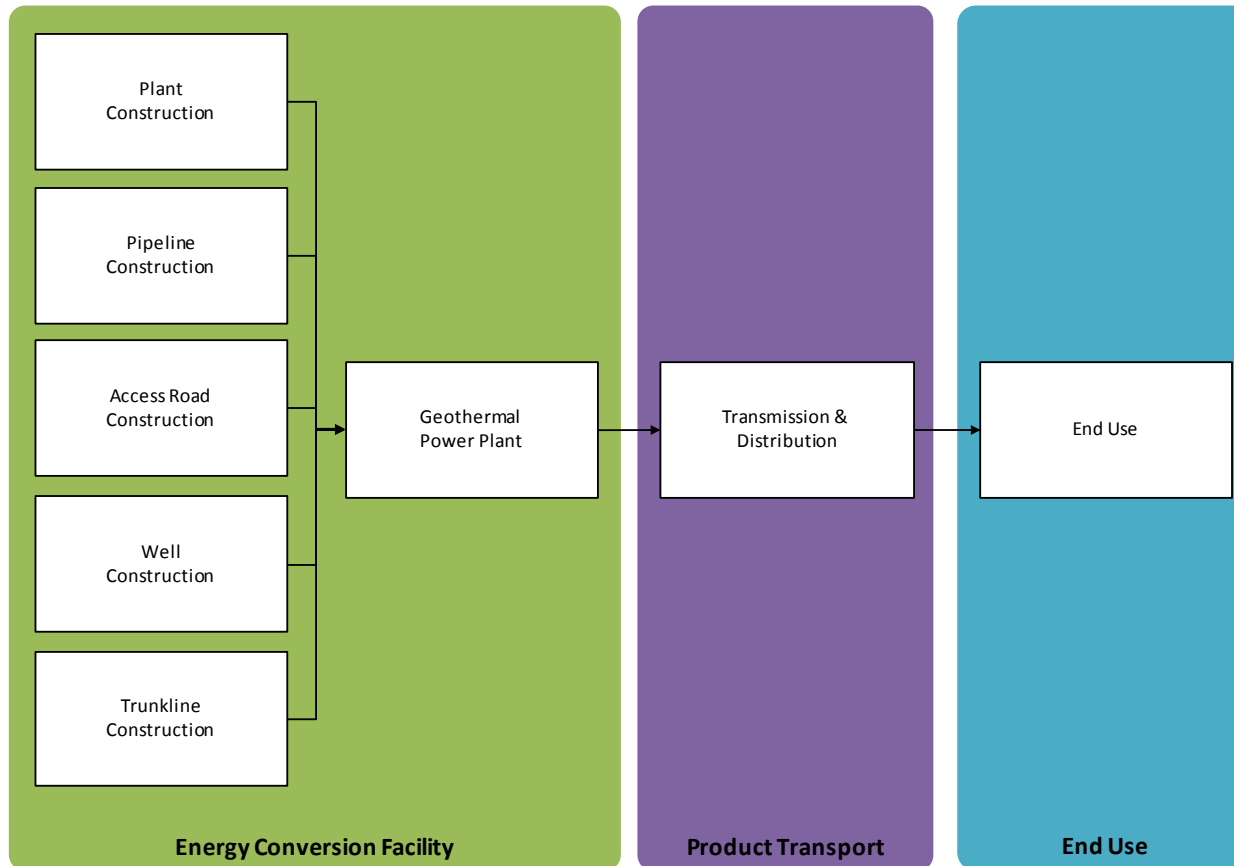 Plant
Construction
Pipeline
Construction
Access Road
Construction
Well
Construction
Trunkline
Construction
Geothermal
Power Plant
Transmission &
Distribution
End Use
Energy Conversion Facility
Product Transport
End Use